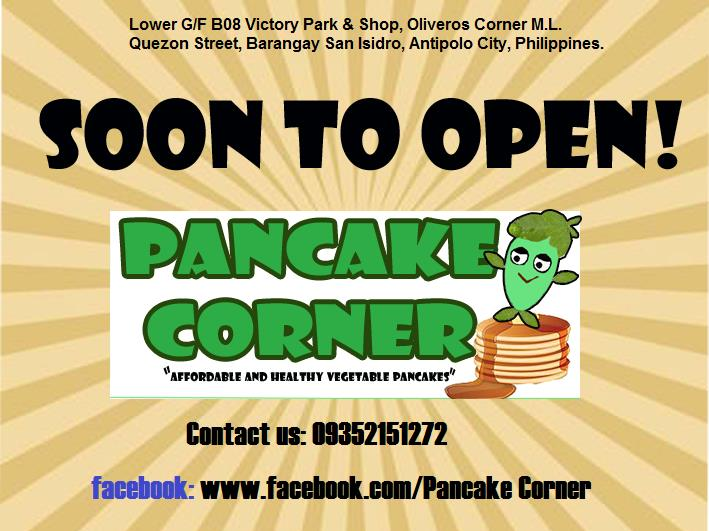 Lower G/F B08 Victory Park & Shop, Oliveros Corner M.L.
Quezon Street, Barangay San Isidro, Antipolo City, Philippines.
SOON TO OPEN!
PANCAKE
CORNER
"AFFORDABLE AND HEALTHY VEGETABLE PANCAKES"
Contact us: 09352151272
facebook: www.facebook.com/Pancake Corner